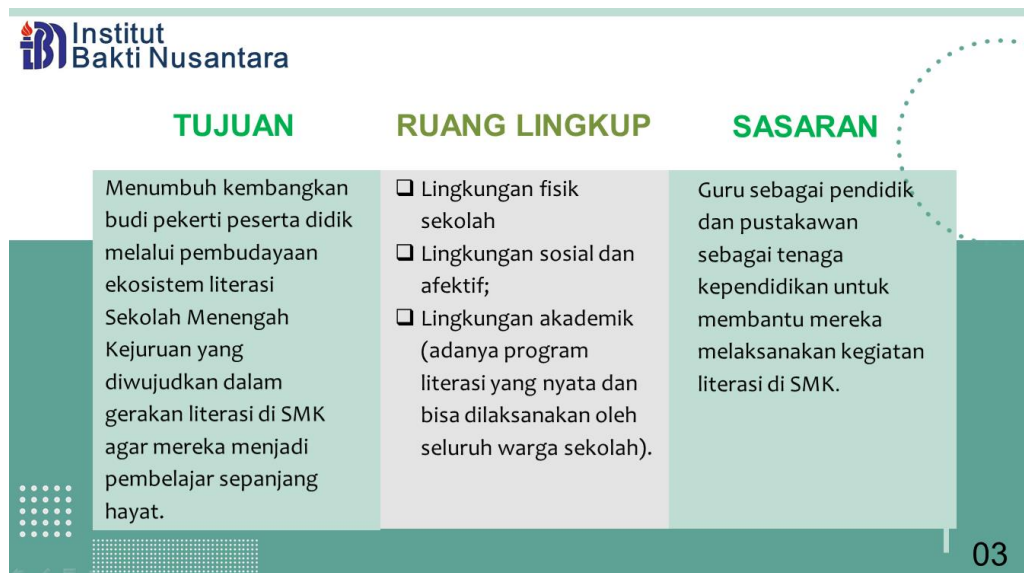 Institut
Bakti Nusantara
TUJUAN
Menumbuh kembangkan
budi pekerti peserta didik
melalui pembudayaan
ekosistem literasi
Sekolah Menengah
Kejuruan yang
diwujudkan dalam
gerakan literasi di SMK
agar mereka menjadi
pembelajar sepanjang
hayat.
RUANG LINGKUP
❑ Lingkungan fisik
sekolah
❑ Lingkungan sosial dan
afektif;
❑ Lingkungan akademik
(adanya program
literasi yang nyata dan
bisa dilaksanakan oleh
seluruh warga sekolah).
SASARAN
Guru sebagai pendidik
dan pustakawan
sebagai tenaga
kependidikan untuk
membantu mereka
melaksanakan kegiatan
literasi di SMK.
03